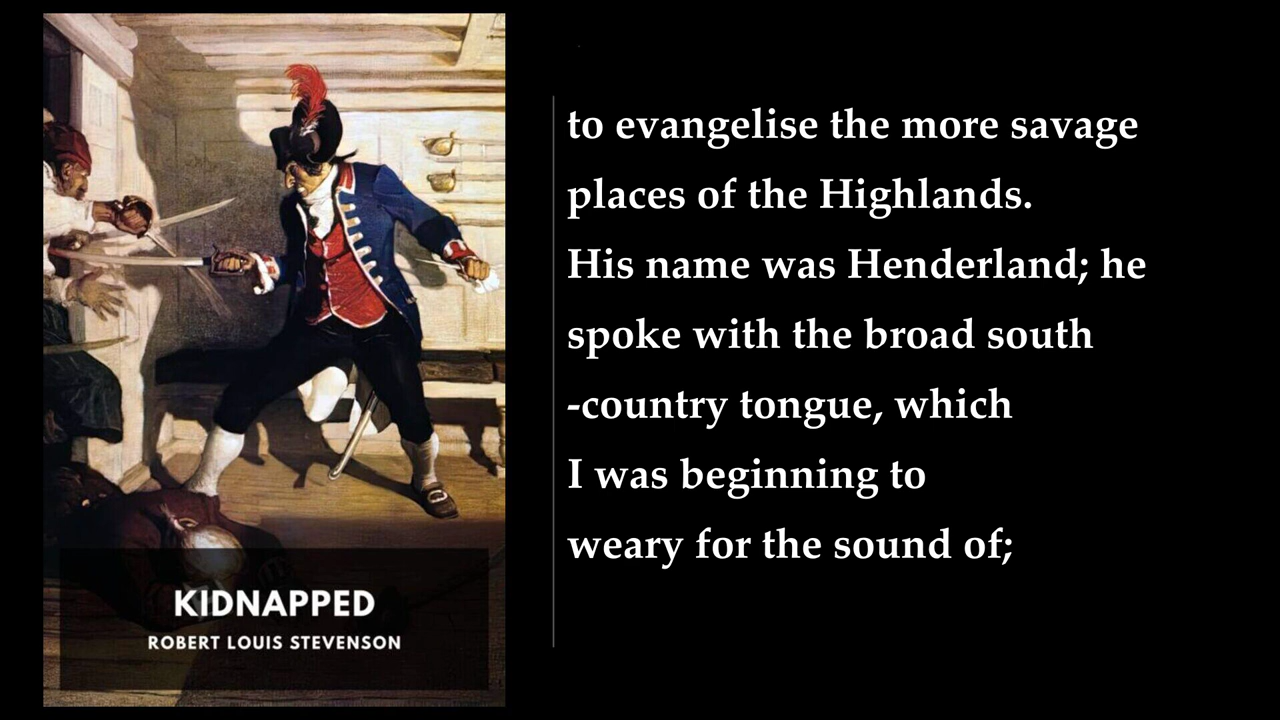 KIDNAPPED
ROBERT LOUIS STEVENSON
to evangelise the more savage
places of the Highlands.
His name was Henderland; he
spoke with the broad south
-country tongue, which
I was beginning to
weary for the sound of;